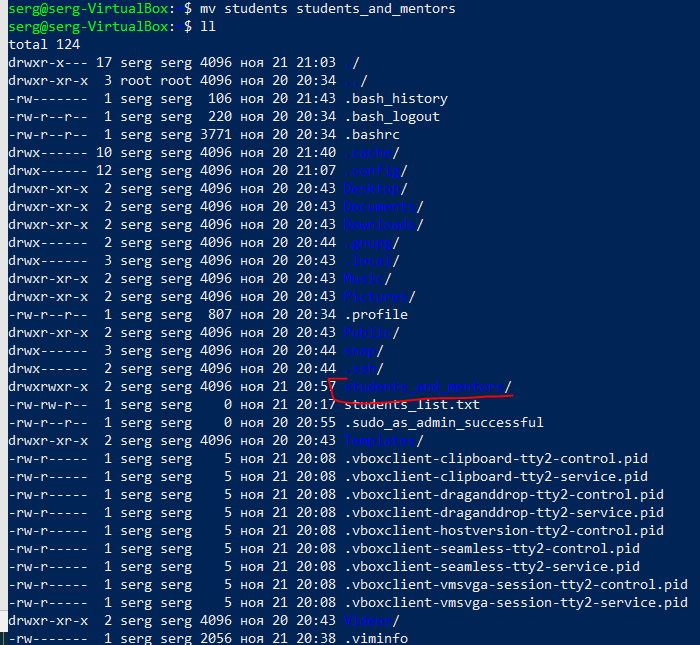 serg@serg-VirtualBox: $ mv students students_and_mentors
serg@serg-VirtualBox: $ ll
total 124
drwxr-x--- 17 serg serg 4096 ноя 21 21:03 ./
drwxr-xr-x  3 root root 4096 ноя 20 20:34 ../
-rw-------  1 serg serg  106 ноя 20 21:43 .bash_history
-rw-r--r--  1 serg serg  220 ноя 20 20:34 .bash_logout
-rw-r--r--  1 serg serg 3771 ноя 20 20:34 .bashrc
drwx------ 10 serg serg 4096 ноя 21 21:40 .cache/
drwx------ 12 serg serg 4096 ноя 21 21:07 .config/
drwxr-xr-x  2 serg serg 4096 ноя 20 20:43 Desktop/
drwxr-xr-x  2 serg serg 4096 ноя 20 20:43 Documents/
drwxr-xr-x  2 serg serg 4096 ноя 20 20:43 Downloads/
drwx------  2 serg serg 4096 ноя 20 20:44 .gnupg/
drwx------  3 serg serg 4096 ноя 20 20:43 .local/
drwxr-xr-x  2 serg serg 4096 ноя 20 20:43 Music/
drwxr-xr-x  2 serg serg 4096 ноя 20 20:43 Pictures/
-rw-r--r--  1 serg serg  807 ноя 20 20:34 .profile
drwxr-xr-x  2 serg serg 4096 ноя 20 20:43 Public/
drwx------  3 serg serg 4096 ноя 20 20:44 snap/
drwx------  2 serg serg 4096 ноя 20 20:44 .ssh/
drwxrwxr-x  2 serg serg 4096 ноя 21 20:57 students_and_mentors/
-rw-rw-r--  1 serg serg    0 ноя 21 20:17 students_list.txt
-rw-r--r--  1 serg serg    0 ноя 20 20:55 .sudo_as_admin_successful
drwxr-xr-x  2 serg serg 4096 ноя 20 20:43 Templates/
-rw-r-----  1 serg serg    5 ноя 21 20:08 .vboxclient-clipboard-tty2-control.pid
-rw-r-----  1 serg serg    5 ноя 21 20:08 .vboxclient-clipboard-tty2-service.pid
-rw-r-----  1 serg serg    5 ноя 21 20:08 .vboxclient-draganddrop-tty2-control.pid
-rw-r-----  1 serg serg    5 ноя 21 20:08 .vboxclient-draganddrop-tty2-service.pid
-rw-r-----  1 serg serg    5 ноя 21 20:08 .vboxclient-hostversion-tty2-control.pid
-rw-r-----  1 serg serg    5 ноя 21 20:08 .vboxclient-seamless-tty2-control.pid
-rw-r-----  1 serg serg    5 ноя 21 20:08 .vboxclient-seamless-tty2-service.pid
-rw-r-----  1 serg serg    5 ноя 21 20:08 .vboxclient-vmsvga-session-tty2-control.pid
-rw-r-----  1 serg serg    5 ноя 21 20:08 .vboxclient-vmsvga-session-tty2-service.pid
drwxr-xr-x  2 serg serg 4096 ноя 20 20:43 Videos/
-rw-------  1 serg serg 2056 ноя 21 20:38 .viminfo